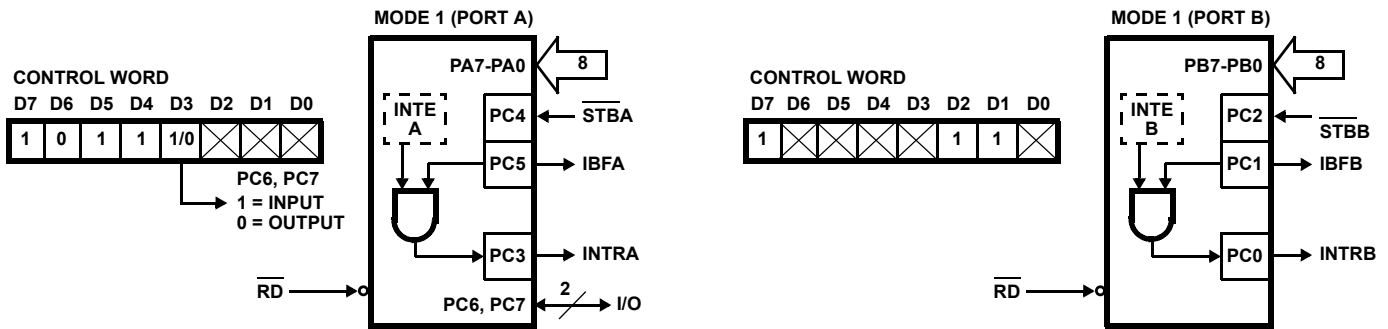 MODE 1 (PORT A)
CONTROL WORD
D7 D6 D5 D4 D3 D2 D1 D0
1 0 1 1 1/0
PC6, PC7
1 = INPUT
0 = OUTPUT
RD
PA7-PA0
8
INTE
A
PC4
STBA
PC5
IBFA
PC3
INTRA
PC6, PC7
2
I/O
MODE 1 (PORT B)
CONTROL WORD
D7 D6 D5 D4 D3 D2 D1 D0
1 1 1
RD
PB7-PB0
8
INTE
B
PC2
STBB
PC1
IBFB
PC0
INTRB